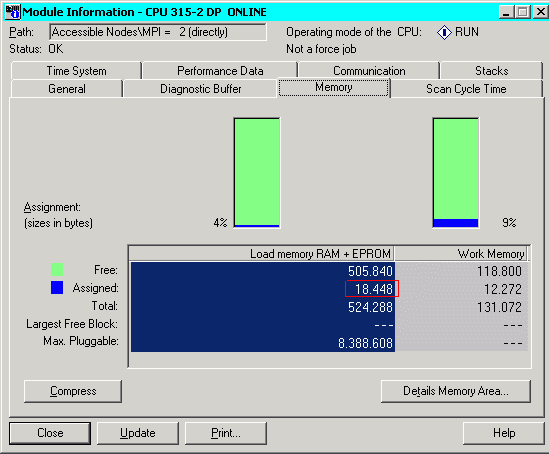 Module Information - CPU 315-2 DP ONLINE
Path: Accessible Nodes\MPI = 2 (directly) Operating mode of the CPU: RUN
Status: OK Not a force job
Time System Performance Data Communication Stacks
General Diagnostic Buffer Memory Scan Cycle Time
Assignment:
(sizes in bytes) 4% 9%
Load memory RAM + EPROM Work Memory
Free: 505.840 118.800
Assigned: 18.448 12.272
Total: 524.288 131.072
Largest Free Block: --- ---
Max. Pluggable: 8.388.608 ---
Compress Details Memory Area...
Close Update Print... Help